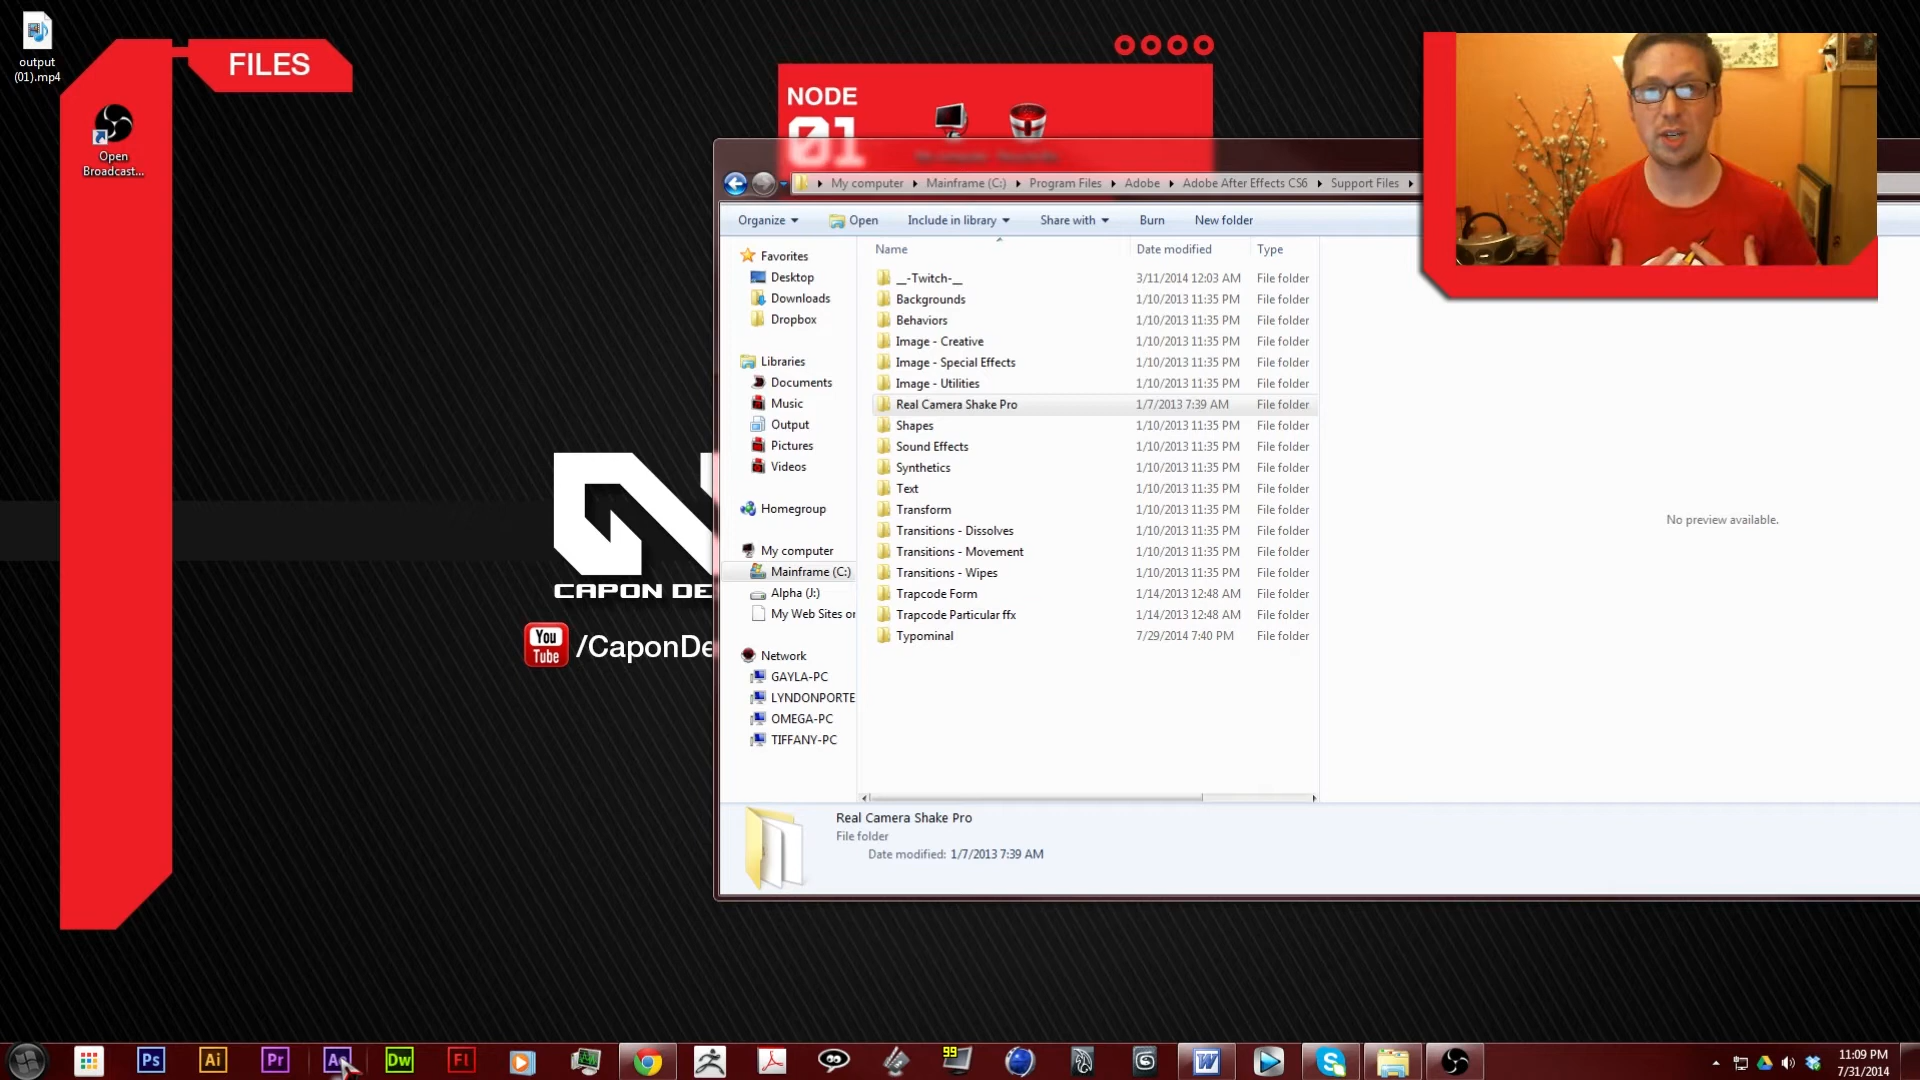 output
(01).mp4
FILES
Open
Broadcast...
NODE
01
My computer
Mainframe (C:)
Program Files
Adobe
Adobe After Effects CS6
Support Files
Organize
Open
Include in library
Share with
Burn
New folder
Name
Date modified
Type
Favorites
Desktop
Downloads
Dropbox
Libraries
Documents
Music
Output
Pictures
Videos
Homegroup
My computer
Mainframe (C:)
Alpha (J:)
My Web Sites or
Network
GAYLA-PC
LYNDONPORTE
OMEGA-PC
TIFFANY-PC
__-Twitch-__ 3/11/2014 12:03 AM File folder
Backgrounds 1/10/2013 11:35 PM File folder
Behaviors 1/10/2013 11:35 PM File folder
Image - Creative 1/10/2013 11:35 PM File folder
Image - Special Effects 1/10/2013 11:35 PM File folder
Image - Utilities 1/10/2013 11:35 PM File folder
Real Camera Shake Pro 1/7/2013 7:39 AM File folder
Shapes 1/10/2013 11:35 PM File folder
Sound Effects 1/10/2013 11:35 PM File folder
Synthetics 1/10/2013 11:35 PM File folder
Text 1/10/2013 11:35 PM File folder
Transform 1/10/2013 11:35 PM File folder
Transitions - Dissolves 1/10/2013 11:35 PM File folder
Transitions - Movement 1/10/2013 11:35 PM File folder
Transitions - Wipes 1/10/2013 11:35 PM File folder
Trapcode Form 1/14/2013 12:48 AM File folder
Trapcode Particular ffx 1/14/2013 12:48 AM File folder
Typominal 7/29/2014 7:40 PM File folder
No preview available.
CAPON DE
You
Tube
/CaponDe
Real Camera Shake Pro
File folder
Date modified: 1/7/2013 7:39 AM
Ps
Ai
Pr
Ae
Dw
Fl
99
W
S
11:09 PM
7/31/2014